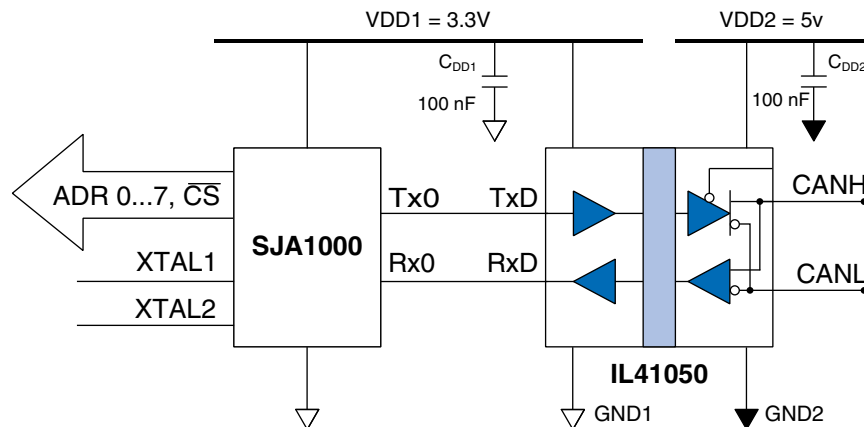 VDD1 = 3.3V
VDD2 = 5v
CDD1
100 nF
CDD2
100 nF
ADR 0...7, C̅S̅
SJA1000
Tx0
TxD
Rx0
RxD
XTAL1
XTAL2
CANH
CANL
IL41050
GND1
GND2